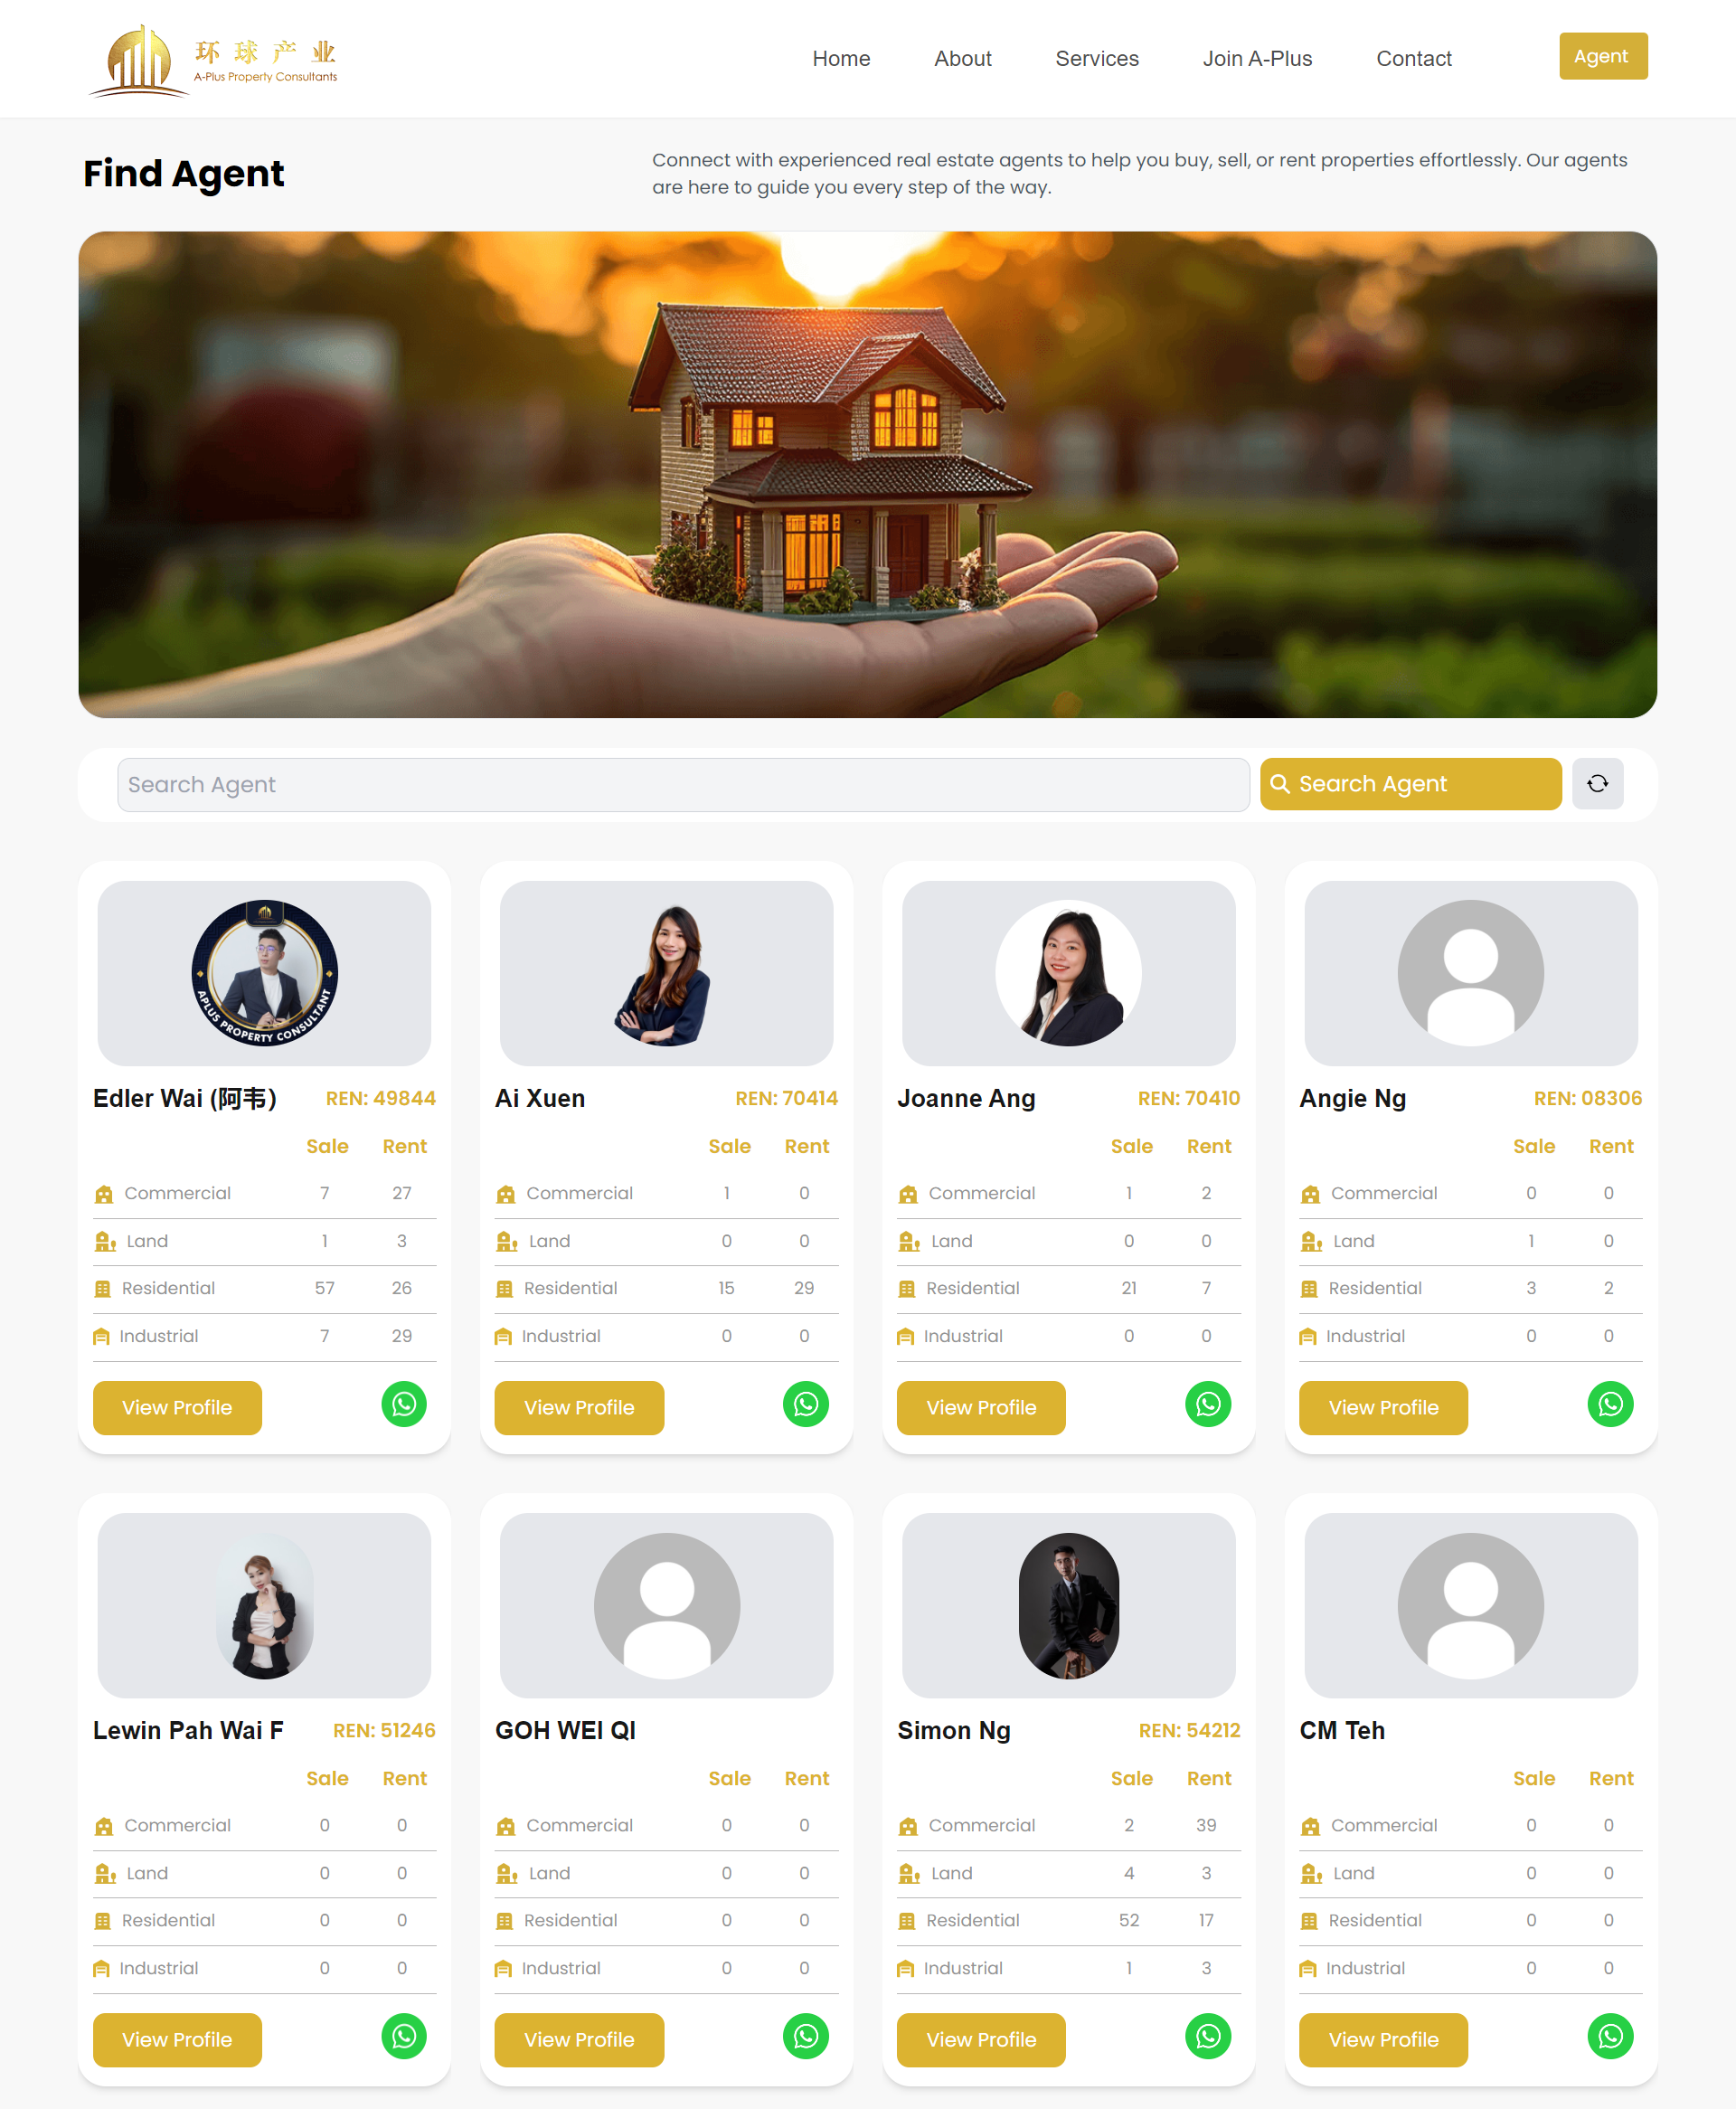 环球产业
A-Plus Property Consultants
Home About Services Join A-Plus Contact Agent
Find Agent
Connect with experienced real estate agents to help you buy, sell, or rent properties effortlessly. Our agents
are here to guide you every step of the way.
Search Agent Search Agent
APLUS PROPERTY CONSULTANT
Edler Wai (阿韦) REN: 49844
Sale Rent
Commercial 7 27
Land 1 3
Residential 57 26
Industrial 7 29
View Profile
Ai Xuen REN: 70414
Sale Rent
Commercial 1 0
Land 0 0
Residential 15 29
Industrial 0 0
View Profile
Joanne Ang REN: 70410
Sale Rent
Commercial 1 2
Land 0 0
Residential 21 7
Industrial 0 0
View Profile
Angie Ng REN: 08306
Sale Rent
Commercial 0 0
Land 1 0
Residential 3 2
Industrial 0 0
View Profile
Lewin Pah Wai F REN: 51246
Sale Rent
Commercial 0 0
Land 0 0
Residential 0 0
Industrial 0 0
View Profile
GOH WEI QI
Sale Rent
Commercial 0 0
Land 0 0
Residential 0 0
Industrial 0 0
View Profile
Simon Ng REN: 54212
Sale Rent
Commercial 2 39
Land 4 3
Residential 52 17
Industrial 1 3
View Profile
CM Teh
Sale Rent
Commercial 0 0
Land 0 0
Residential 0 0
Industrial 0 0
View Profile